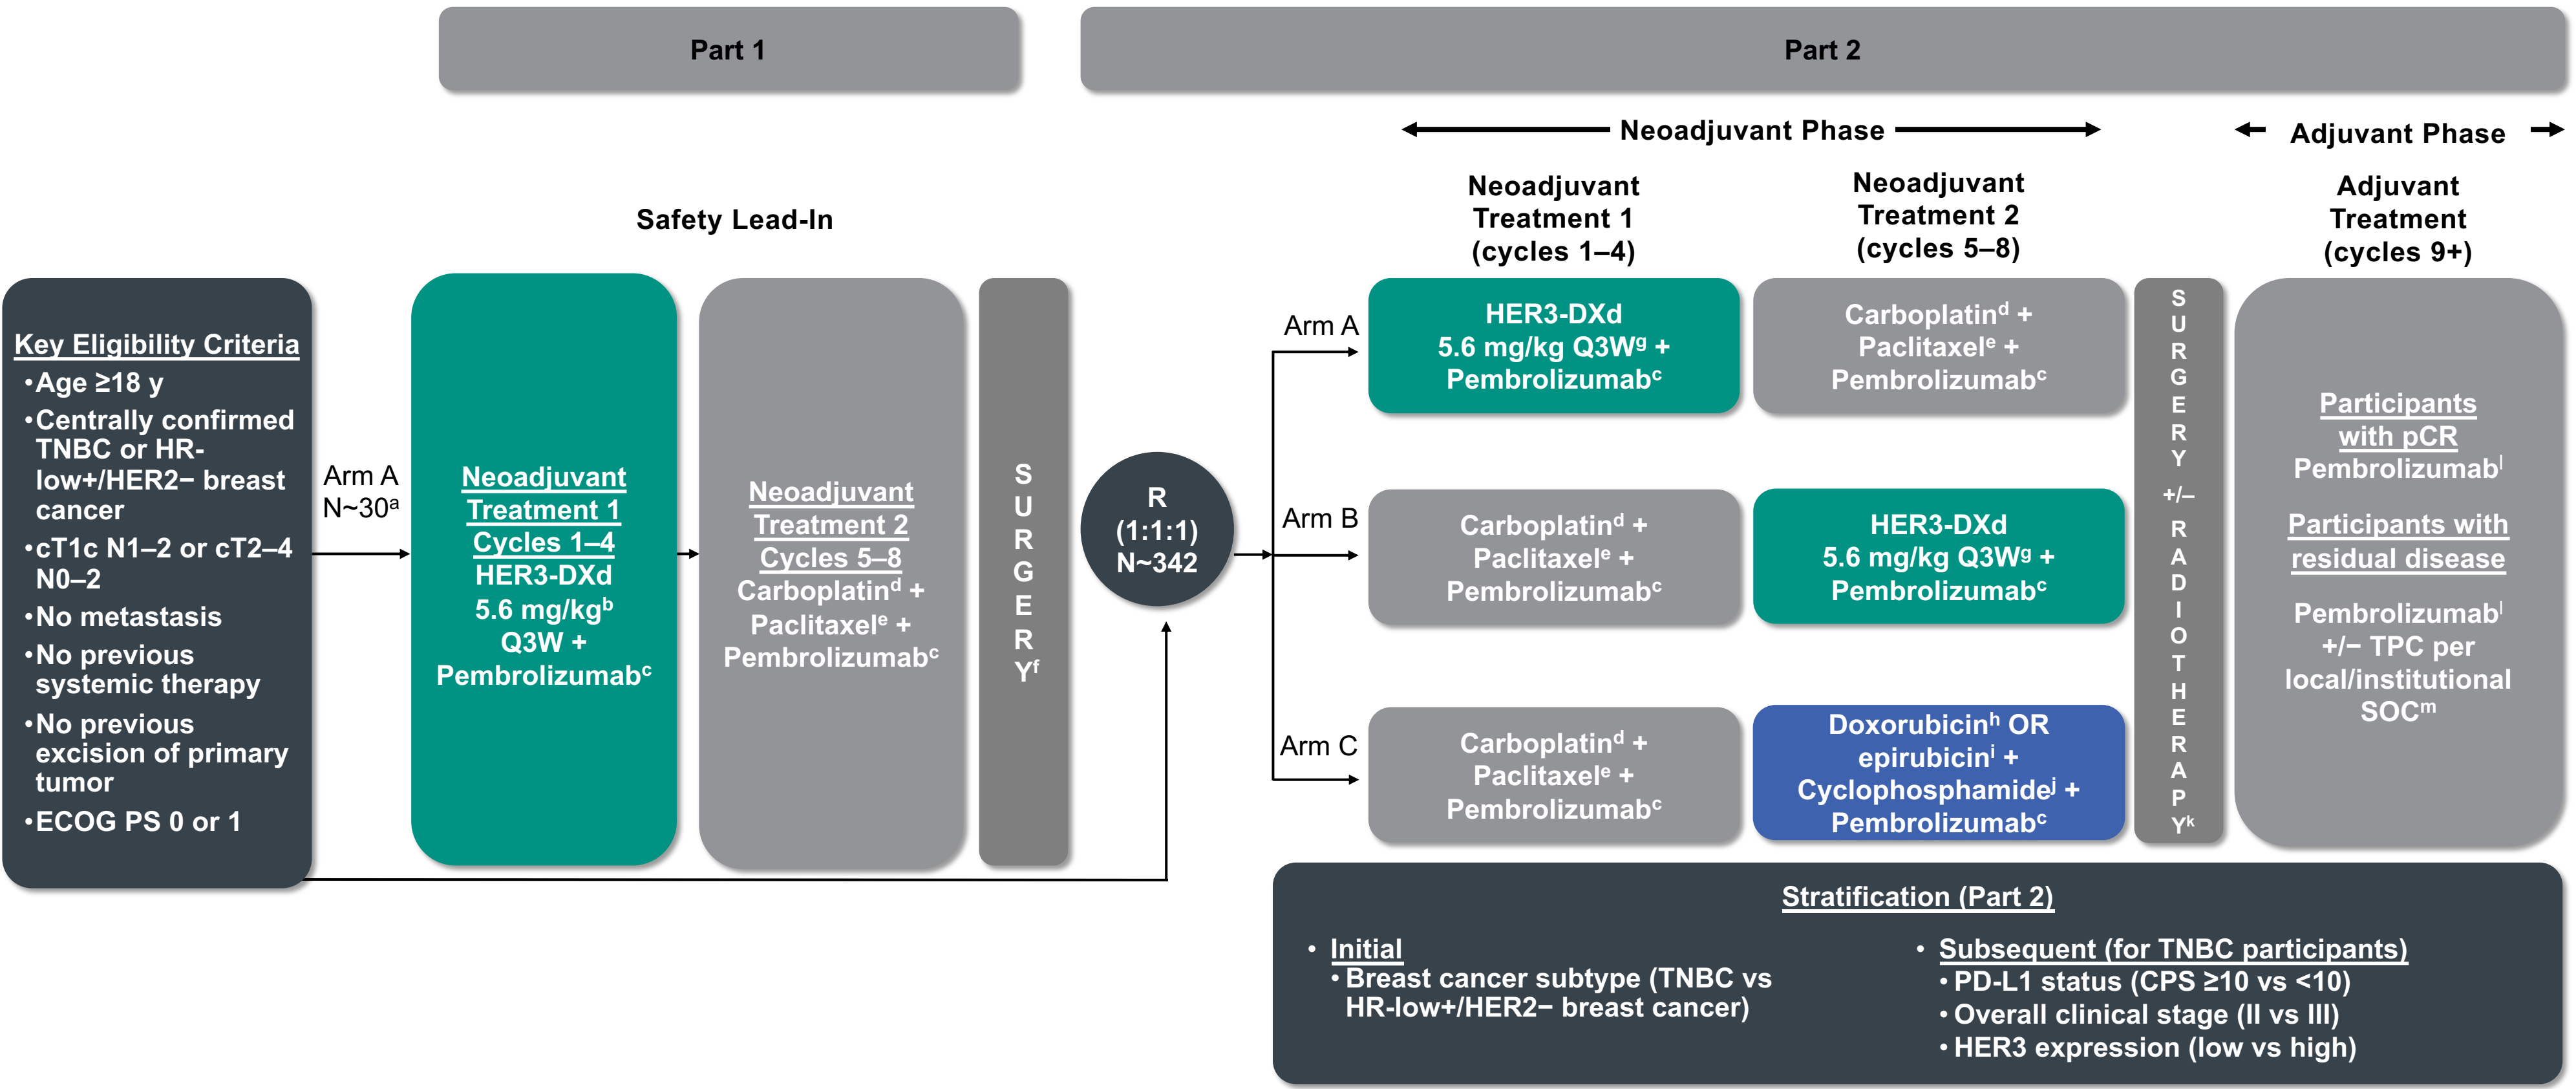 Part 1
Part 2
Neoadjuvant Phase
Adjuvant Phase
Safety Lead-In
Neoadjuvant
Treatment 1
(cycles 1–4)
Neoadjuvant
Treatment 2
(cycles 5–8)
Adjuvant
Treatment
(cycles 9+)
Key Eligibility Criteria
•Age ≥18 y
•Centrally confirmed
TNBC or HR-
low+/HER2− breast
cancer
•cT1c N1–2 or cT2–4
N0–2
•No metastasis
•No previous
systemic therapy
•No previous
excision of primary
tumor
•ECOG PS 0 or 1
Arm A
N~30ᵃ
Neoadjuvant
Treatment 1
Cycles 1–4
HER3-DXd
5.6 mg/kgᵇ
Q3W +
Pembrolizumabᶜ
Neoadjuvant
Treatment 2
Cycles 5–8
Carboplatinᵈ +
Paclitaxelᵉ +
Pembrolizumabᶜ
SURGERYᶠ
R
(1:1:1)
N~342
Arm A
HER3-DXd
5.6 mg/kg Q3Wᵍ +
Pembrolizumabᶜ
Carboplatinᵈ +
Paclitaxelᵉ +
Pembrolizumabᶜ
Arm B
Carboplatinᵈ +
Paclitaxelᵉ +
Pembrolizumabᶜ
HER3-DXd
5.6 mg/kg Q3Wᵍ +
Pembrolizumabᶜ
Arm C
Carboplatinᵈ +
Paclitaxelᵉ +
Pembrolizumabᶜ
Doxorubicinʰ OR
epirubicinⁱ +
Cyclophosphamideʲ +
Pembrolizumabᶜ
SURGERY +/− RADIOTHERAPYᵏ
Participants
with pCR
Pembrolizumabˡ
Participants with
residual disease
Pembrolizumabˡ
+/− TPC per
local/institutional
SOCᵐ
Stratification (Part 2)
• Initial
• Breast cancer subtype (TNBC vs
HR-low+/HER2− breast cancer)
• Subsequent (for TNBC participants)
• PD-L1 status (CPS ≥10 vs <10)
• Overall clinical stage (II vs III)
• HER3 expression (low vs high)